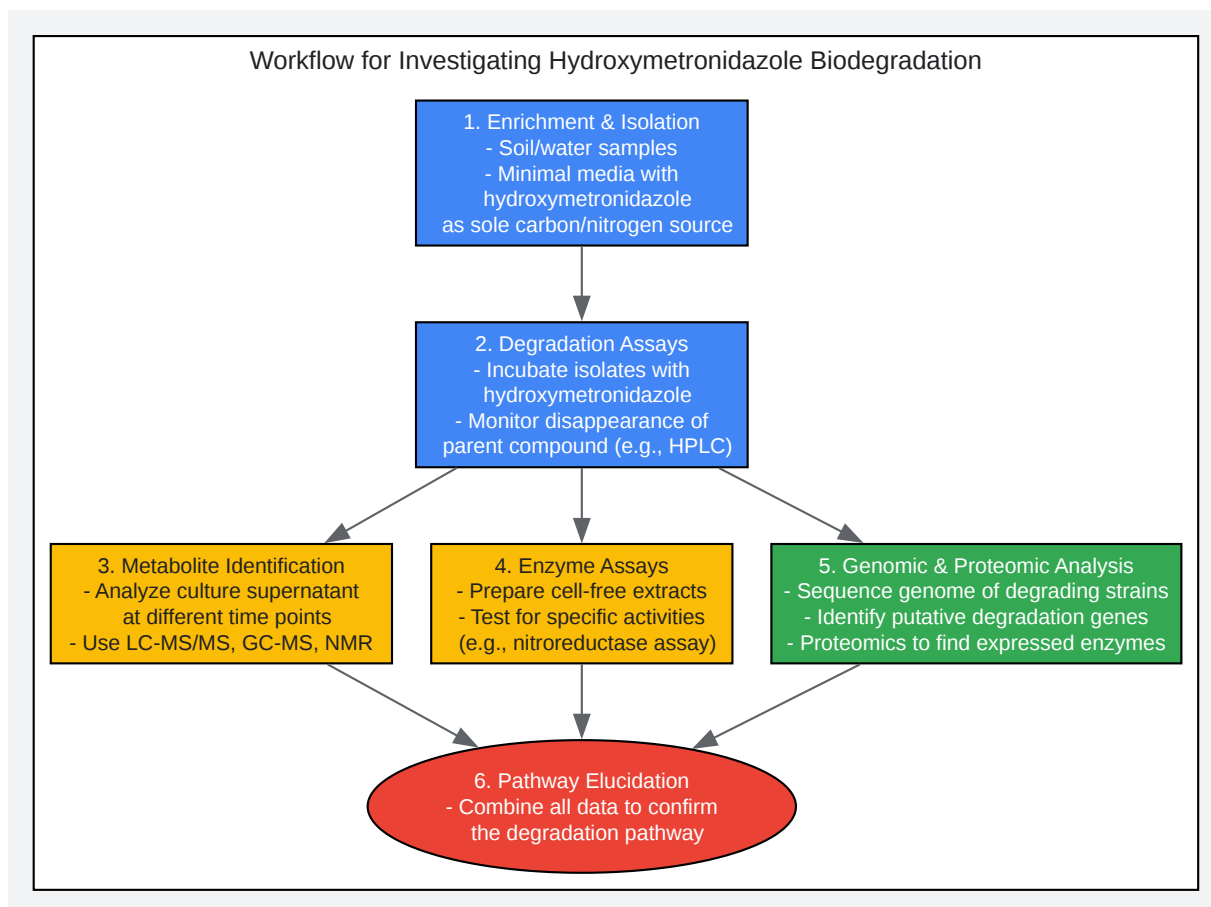 Workflow for Investigating Hydroxymetronidazole Biodegradation
1. Enrichment & Isolation
- Soil/water samples
- Minimal media with
hydroxymetronidazole
as sole carbon/nitrogen source
2. Degradation Assays
- Incubate isolates with
hydroxymetronidazole
- Monitor disappearance of
parent compound (e.g., HPLC)
3. Metabolite Identification
- Analyze culture supernatant
at different time points
- Use LC-MS/MS, GC-MS, NMR
4. Enzyme Assays
- Prepare cell-free extracts
- Test for specific activities
(e.g., nitroreductase assay)
5. Genomic & Proteomic Analysis
- Sequence genome of degrading strains
- Identify putative degradation genes
- Proteomics to find expressed enzymes
6. Pathway Elucidation
- Combine all data to confirm
the degradation pathway